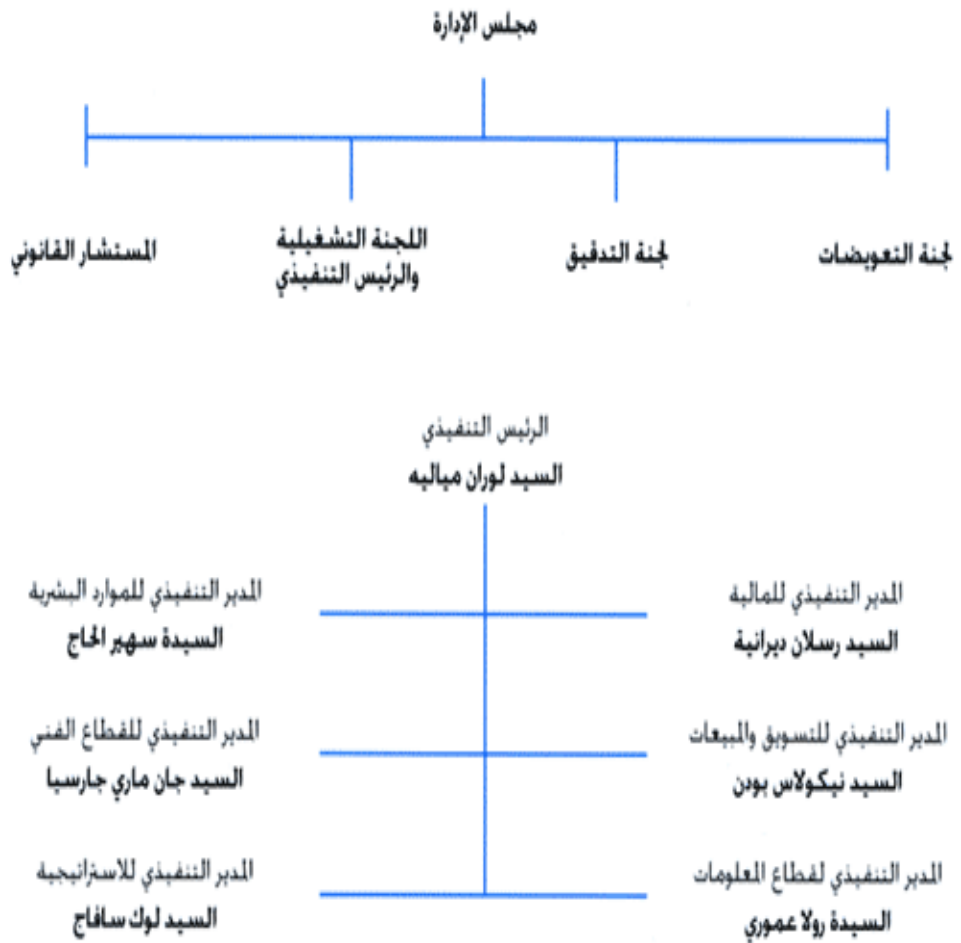 مجلس الإدارة
لجنة التعويضات
لجنة التدقيق
اللجنة التشغيلية
والرئيس التنفيذي
المستشار القانوني
الرئيس التنفيذي
السيد لوران مياليه
المدير التنفيذي للمالية
السيد رسلان ديرانية
المدير التنفيذي للموارد البشرية
السيدة سهير الحاج
المدير التنفيذي للتسويق والمبيعات
السيد نيكولاس بودن
المدير التنفيذي للقطاع الفني
السيد جان ماري جارسيا
المدير التنفيذي لقطاع المعلومات
السيدة رولا عموري
المدير التنفيذي للاستراتيجية
السيد لوك سافاج